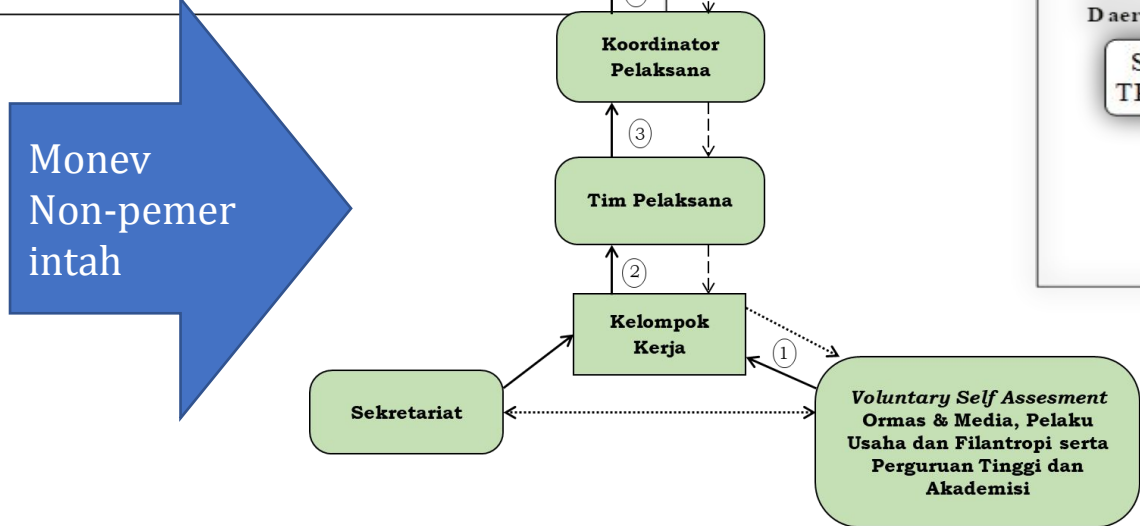 Koordinator
Pelaksana
3
Tim Pelaksana
2
Kelompok
Kerja
1
Sekretariat
Voluntary Self Assesment
Ormas & Media, Pelaku
Usaha dan Filantropi serta
Perguruan Tinggi dan
Akademisi
Monev
Non-pemer
intah